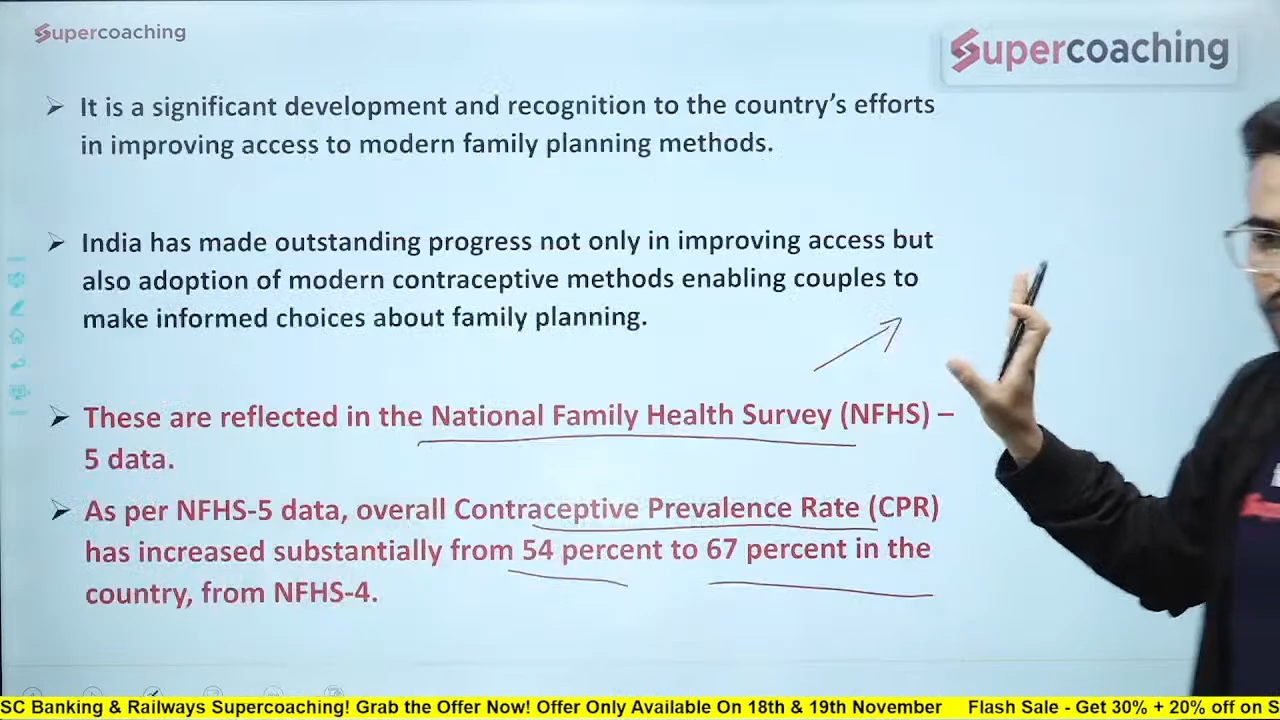 Supercoaching
Supercoaching
➢ It is a significant development and recognition to the country’s efforts
in improving access to modern family planning methods.
➢ India has made outstanding progress not only in improving access but
also adoption of modern contraceptive methods enabling couples to
make informed choices about family planning.
➢ These are reflected in the National Family Health Survey (NFHS) –
5 data.
➢ As per NFHS-5 data, overall Contraceptive Prevalence Rate (CPR)
has increased substantially from 54 percent to 67 percent in the
country, from NFHS-4.
SC Banking & Railways Supercoaching! Grab the Offer Now! Offer Only Available On 18th & 19th November Flash Sale - Get 30% + 20% off on S